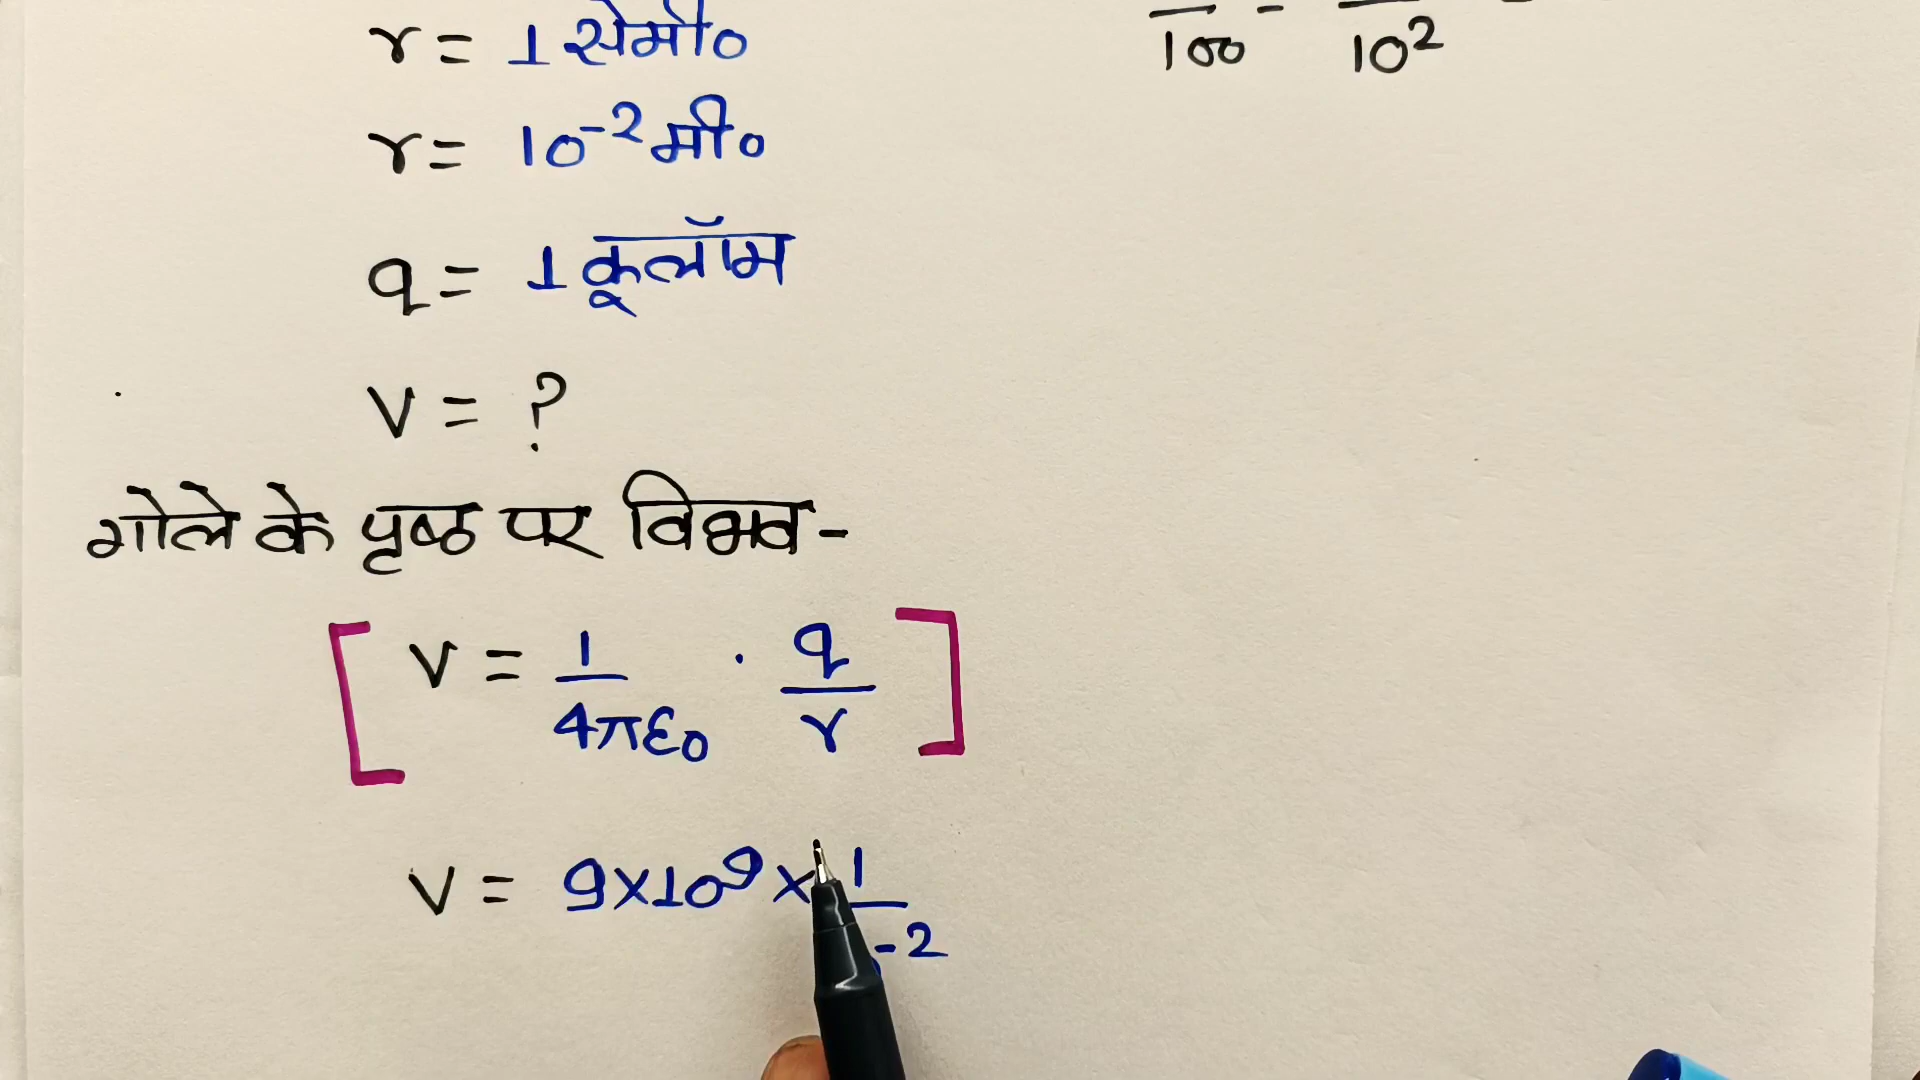 r = 1 सेमी०
100 - 10²
r = 10⁻² मी०
q = 1 कूलॉम
V = ?
गोले के पृष्ठ पर विभव-
[ V = 1/4πε₀ · q/r ]
V = 9×10⁹ × 1/ ⁻²